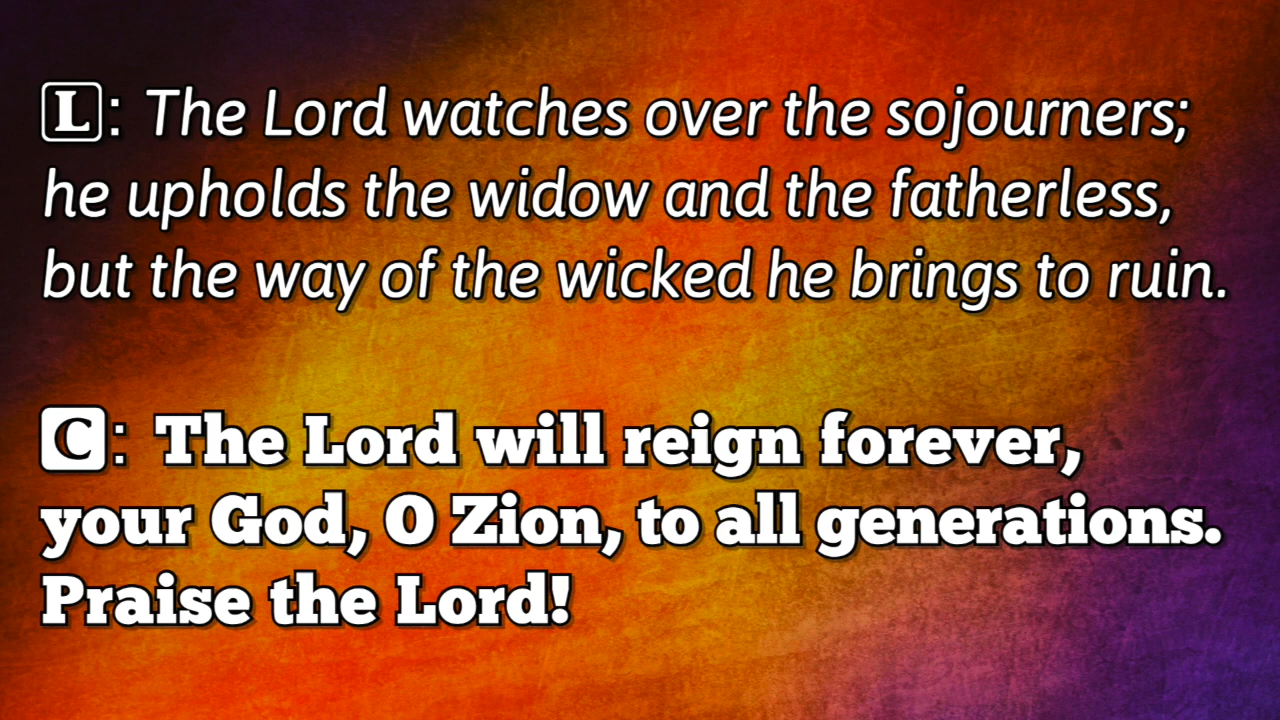 L: The Lord watches over the sojourners;
he upholds the widow and the fatherless,
but the way of the wicked he brings to ruin.
C: The Lord will reign forever,
your God, O Zion, to all generations.
Praise the Lord!